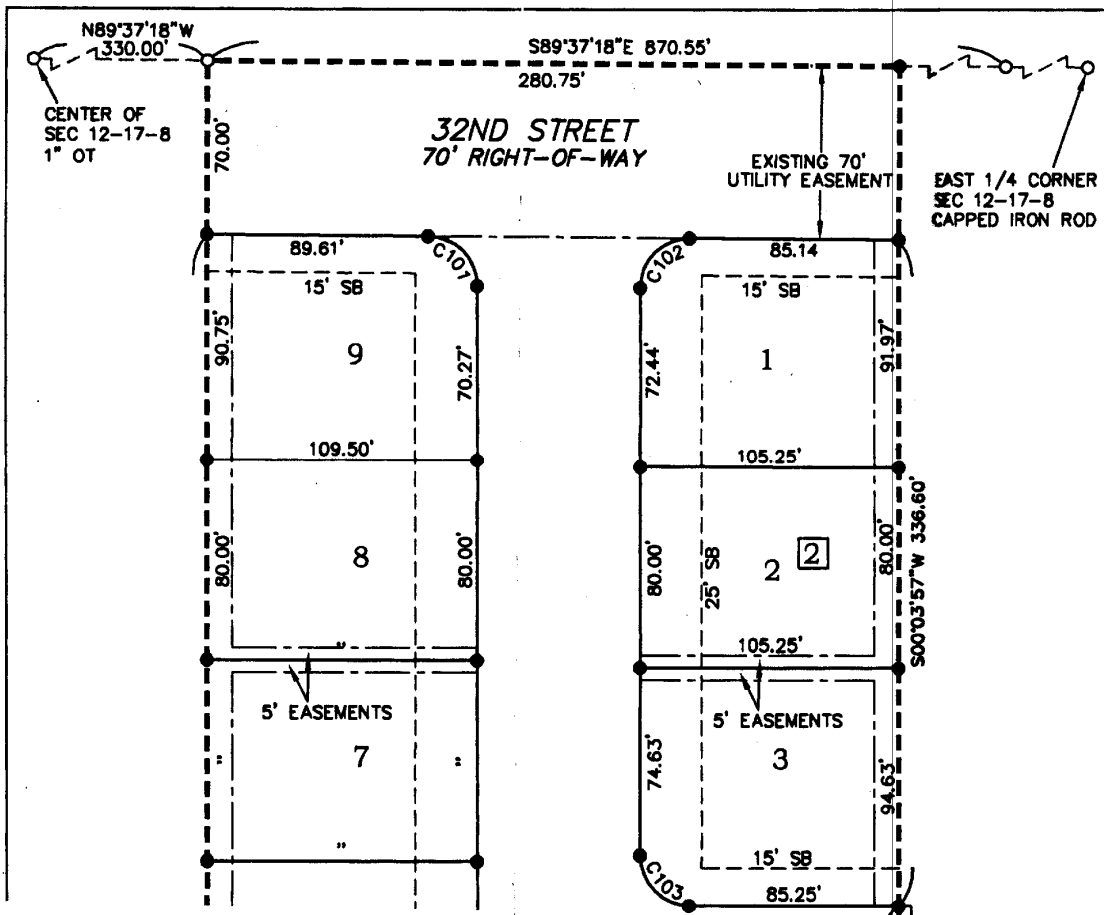 N89°37'18"W
330.00'
S89°37'18"E 870.55'
280.75'
CENTER OF
SEC 12-17-8
1" OT
70.00'
32ND STREET
70' RIGHT-OF-WAY
EXISTING 70'
UTILITY EASEMENT
EAST 1/4 CORNER
SEC 12-17-8
CAPPED IRON ROD
89.61'
C101
C102
85.14
15' SB
15' SB
90.75'
9
70.27'
72.44'
1
91.97'
109.50'
105.25'
80.00'
8
80.00'
80.00'
25' SB
2
2
80.00'
S00°03'57"W 336.60'
"
105.25'
5' EASEMENTS
5' EASEMENTS
"
7
"
74.63'
3
94.63'
"
15' SB
C103
85.25'